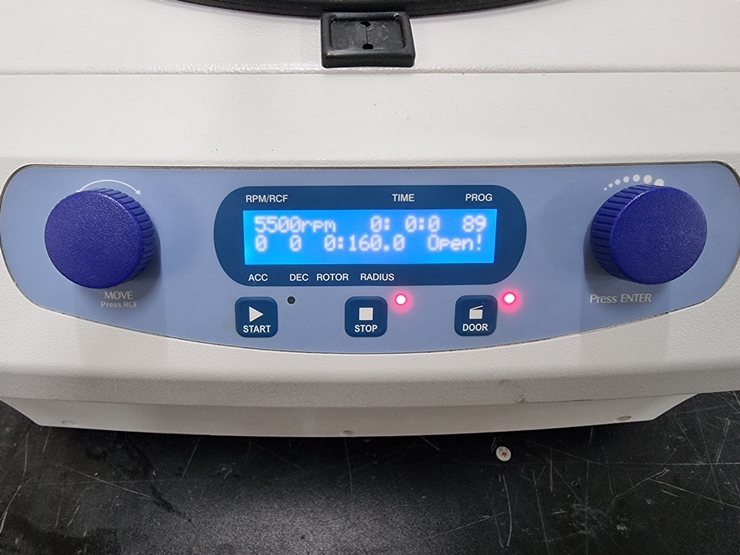 RPM/RCF TIME PROG
5500rpm 0: 0:0 89
0 0 0:160.0 Open!
ACC DEC ROTOR RADIUS
MOVE
Press RCF
START
STOP
DOOR
Press ENTER